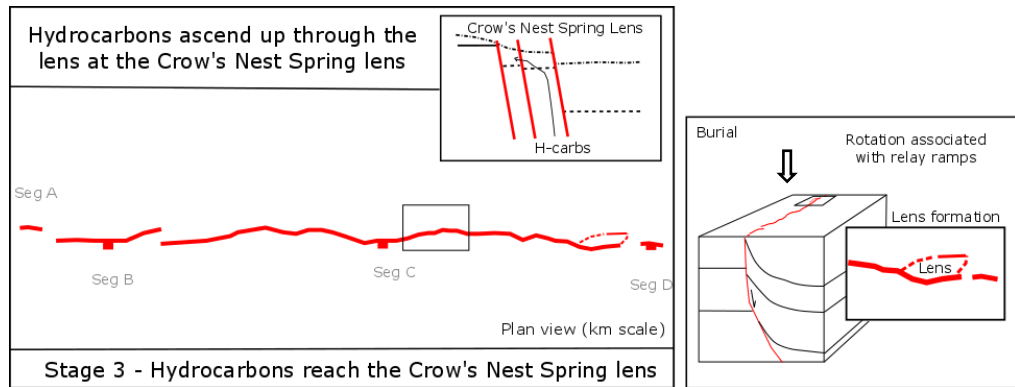 Hydrocarbons ascend up through the
lens at the Crow's Nest Spring lens
Crow's Nest Spring Lens
H-carbs
Seg A
Seg B
Seg C
Seg D
Plan view (km scale)
Stage 3 - Hydrocarbons reach the Crow's Nest Spring lens
Burial
Rotation associated
with relay ramps
Lens formation
Lens